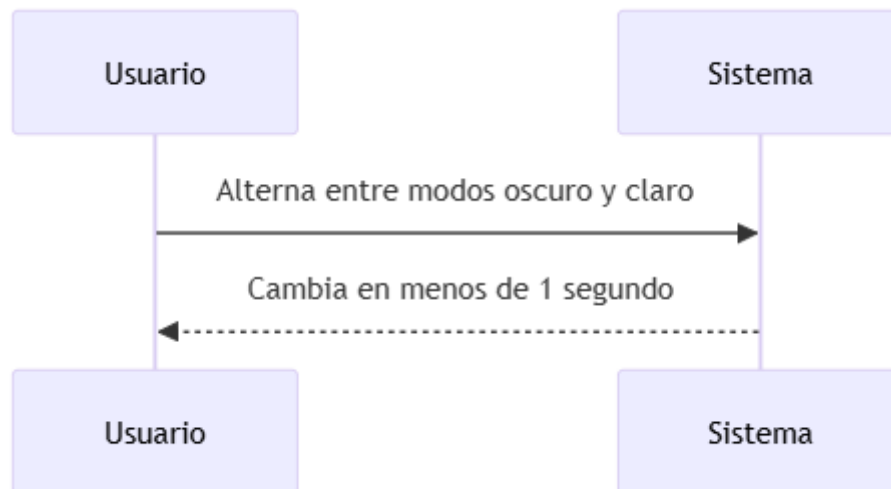 Usuario
Sistema
Alterna entre modos oscuro y claro
Cambia en menos de 1 segundo
Usuario
Sistema